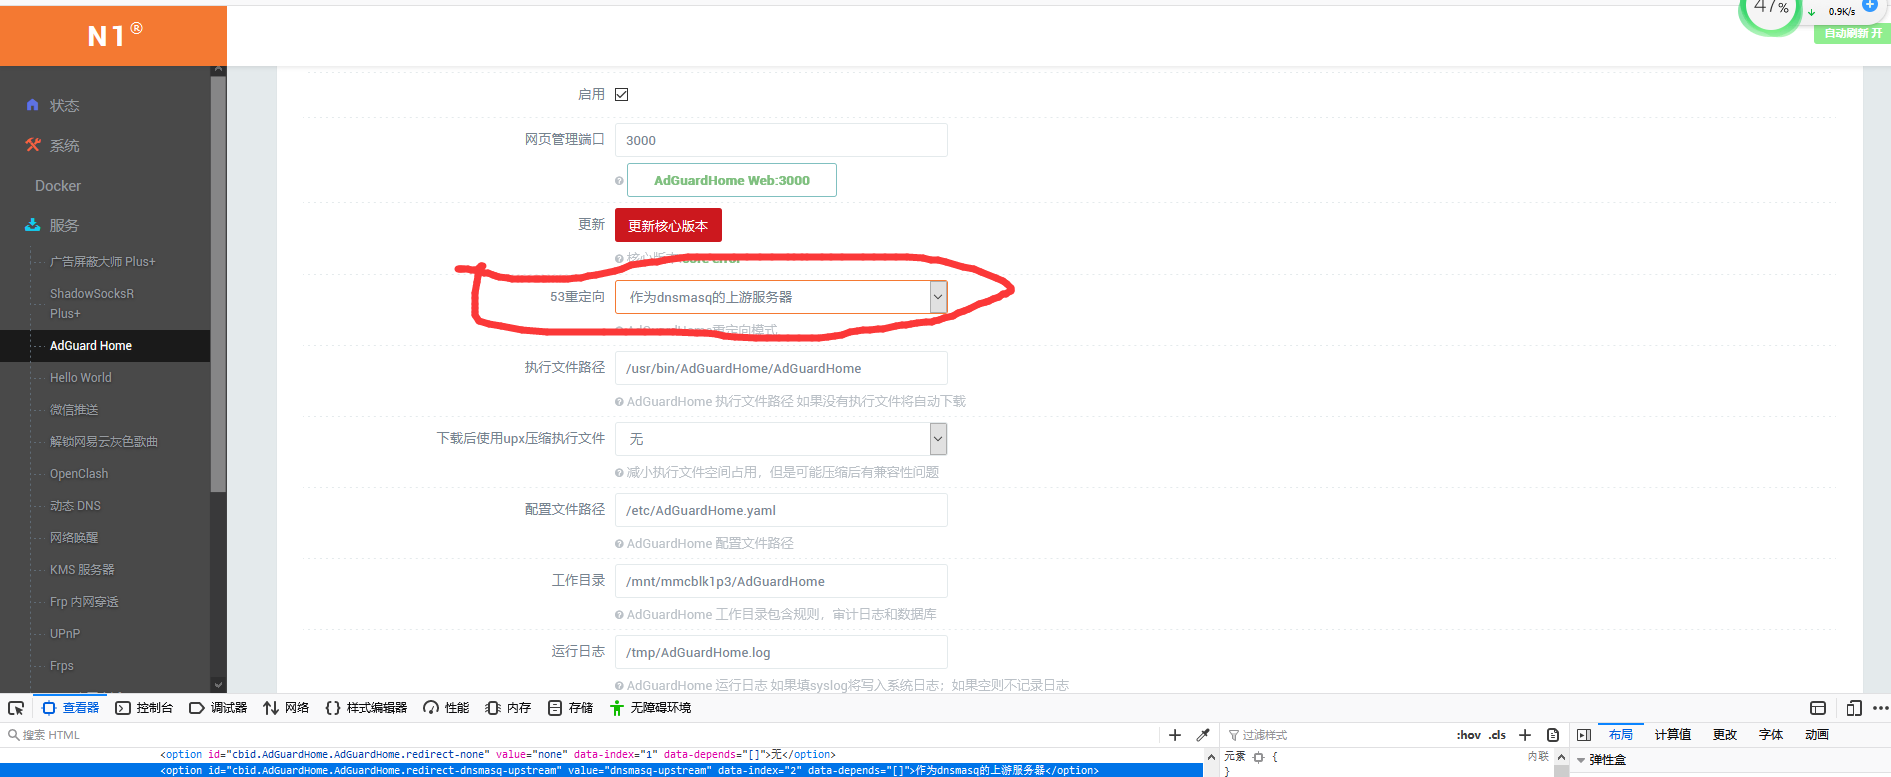 47%
0.9K/s
自动刷新 开
N1®
状态
系统
Docker
服务
广告屏蔽大师 Plus+
ShadowSocksR
Plus+
AdGuard Home
Hello World
微信推送
解锁网易云灰色歌曲
OpenClash
动态 DNS
网络唤醒
KMS 服务器
Frp 内网穿透
UPnP
Frps
启用
网页管理端口 3000
AdGuardHome Web:3000
更新 更新核心版本
53重定向 作为dnsmasq的上游服务器
AdGuardHome重定向模式
执行文件路径 /usr/bin/AdGuardHome/AdGuardHome
AdGuardHome 执行文件路径 如果没有执行文件将自动下载
下载后使用upx压缩执行文件 无
减小执行文件空间占用，但是可能压缩后有兼容性问题
配置文件路径 /etc/AdGuardHome.yaml
AdGuardHome 配置文件路径
工作目录 /mnt/mmcblk1p3/AdGuardHome
AdGuardHome 工作目录包含规则，审计日志和数据库
运行日志 /tmp/AdGuardHome.log
AdGuardHome 运行日志 如果填syslog将写入系统日志；如果空则不记录日志
查看器 控制台 调试器 网络 样式编辑器 性能 内存 存储 无障碍环境
搜索 HTML
过滤样式 :hov .cls
布局 计算值 更改 字体 动画
<option id="cbid.AdGuardHome.AdGuardHome.redirect-none" value="none" data-index="1" data-depends="[]">无</option>
<option id="cbid.AdGuardHome.AdGuardHome.redirect-dnsmasq-upstream" value="dnsmasq-upstream" data-index="2" data-depends="[]">作为dnsmasq的上游服务器</option>
元素 { 内联
}
弹性盒